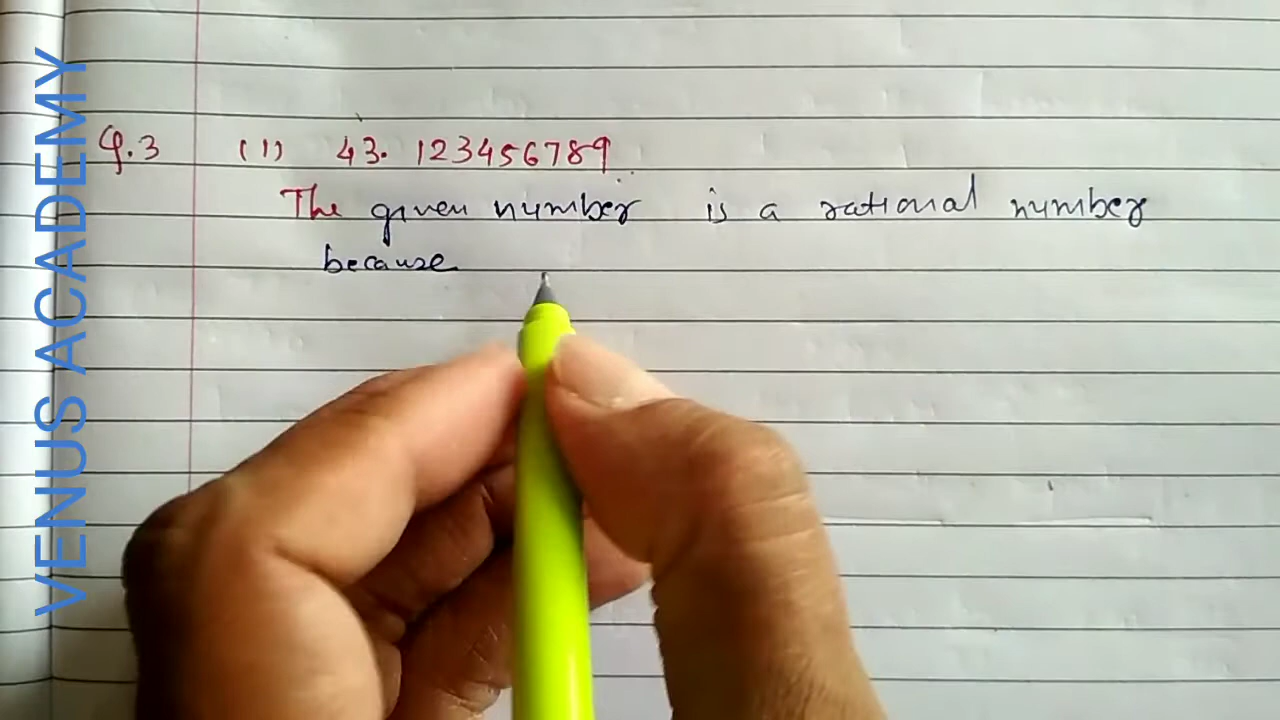 VENUS ACADEMY
Q.3 (1) 43.123456789
The given number is a rational number
because